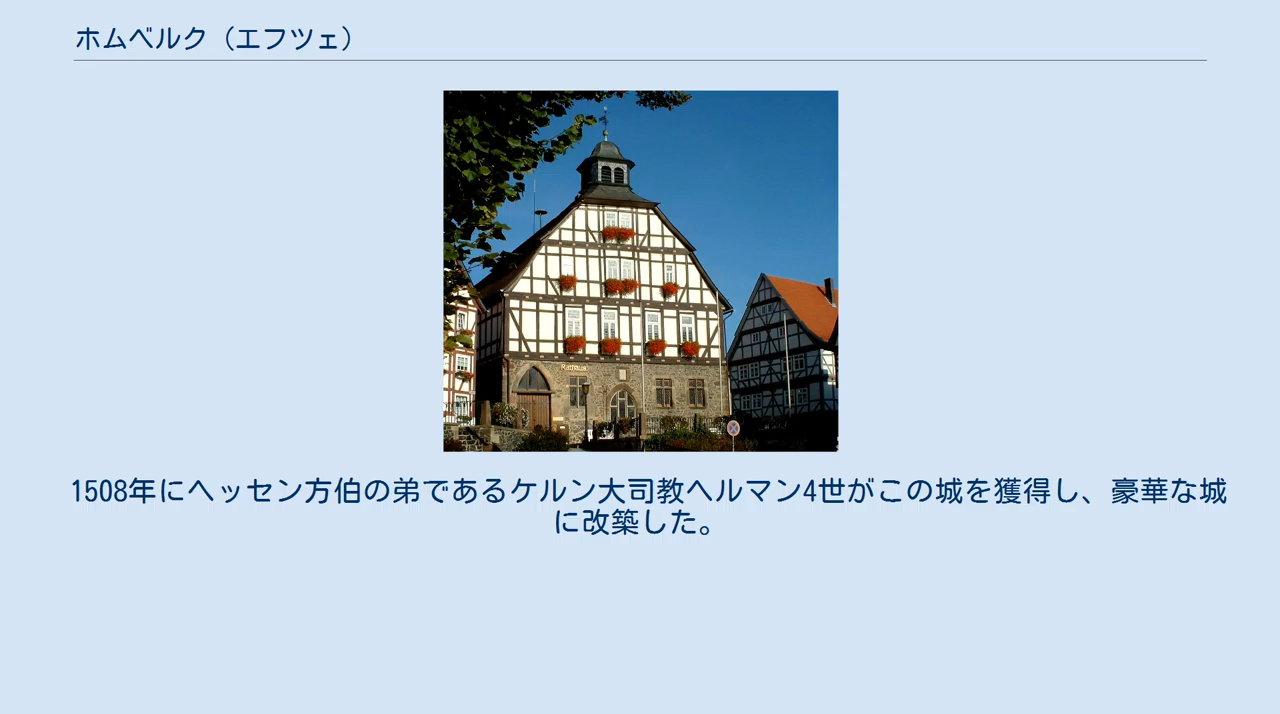 ホムベルク（エフツェ）
Rathaus
1508年にヘッセン方伯の弟であるケルン大司教ヘルマン4世がこの城を獲得し、豪華な城
に改築した。